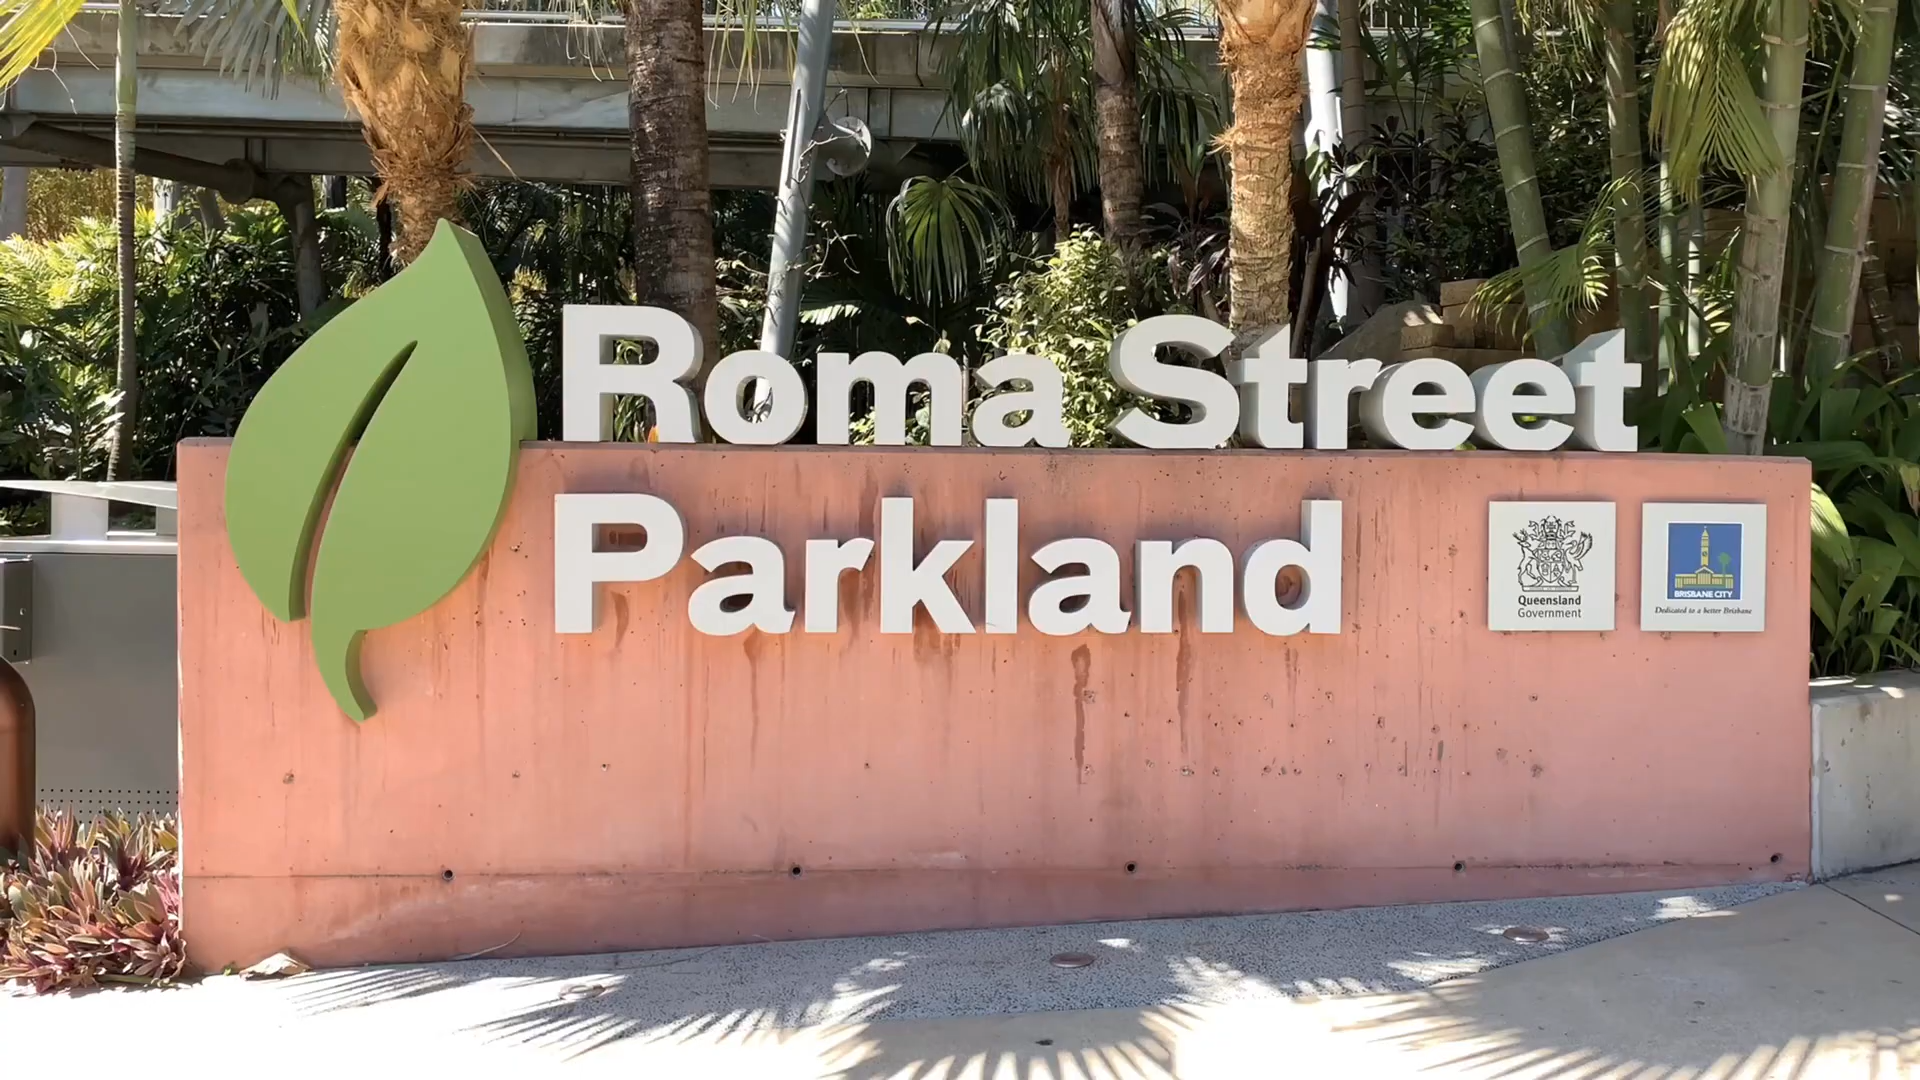 Roma Street
Parkland
Queensland
Government
BRISBANE CITY
Dedicated to a better Brisbane